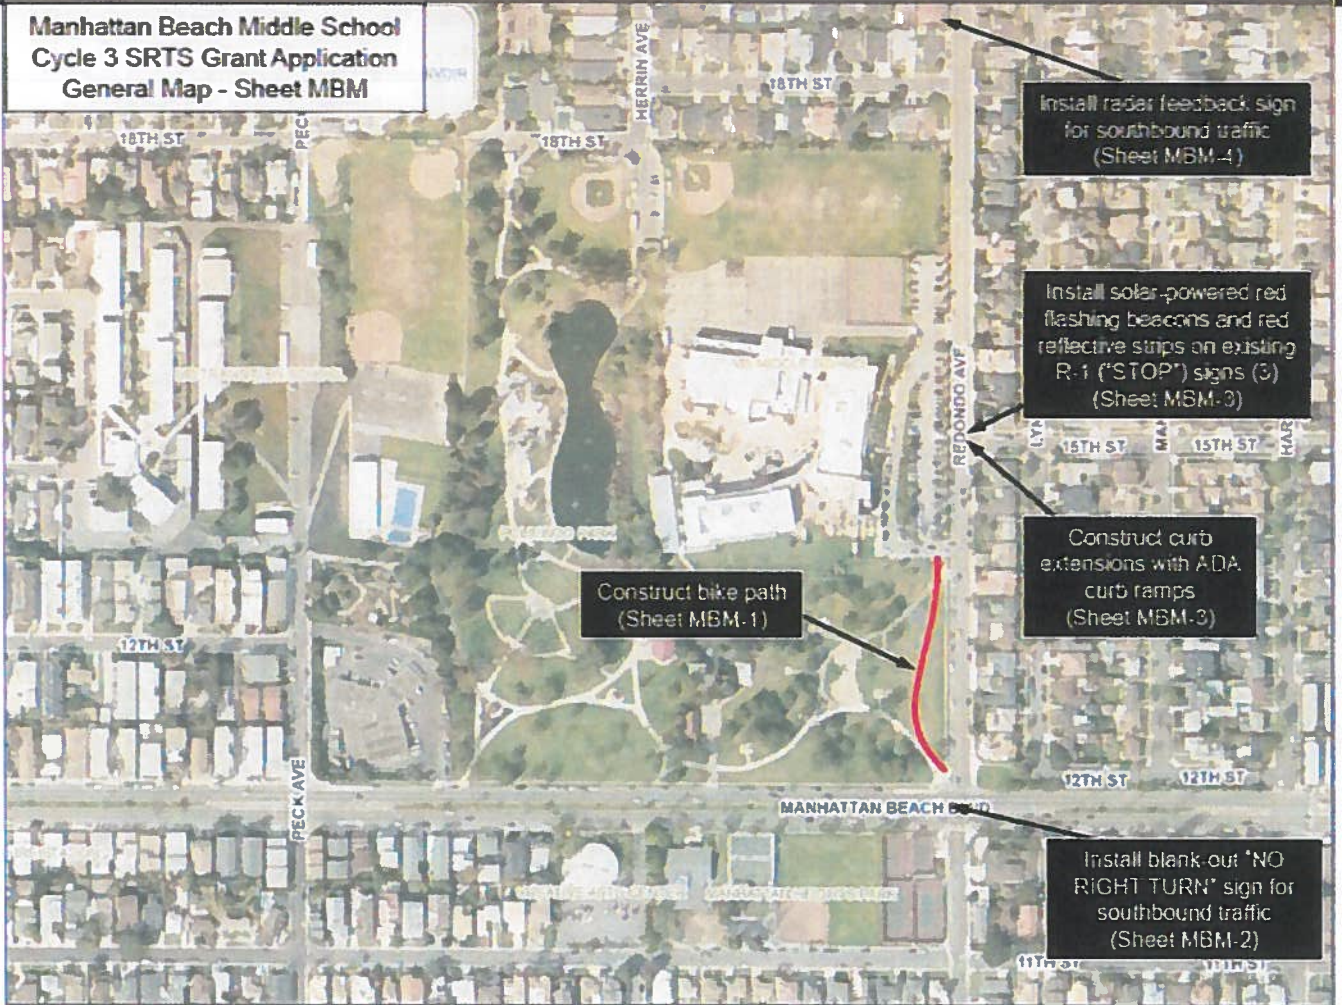 Manhattan Beach Middle School
Cycle 3 SRTS Grant Application
General Map - Sheet MBM
HERRIN AVE
18TH ST
Install radar feedback sign
for southbound traffic
(Sheet MBM-4)
18TH ST
18TH ST
Install solar-powered red
flashing beacons and red
reflective strips on existing
R-1 ("STOP") signs (3)
(Sheet MBM-3)
REDONDO AVE
15TH ST
15TH ST
Construct curb
extensions with ADA
curb ramps
(Sheet MBM-3)
Construct bike path
(Sheet MBM-1)
12TH ST
12TH ST
12TH ST
PECK AVE
MANHATTAN BEACH
Install blank-out "NO
RIGHT TURN" sign for
southbound traffic
(Sheet MBM-2)
11TH ST
11TH ST